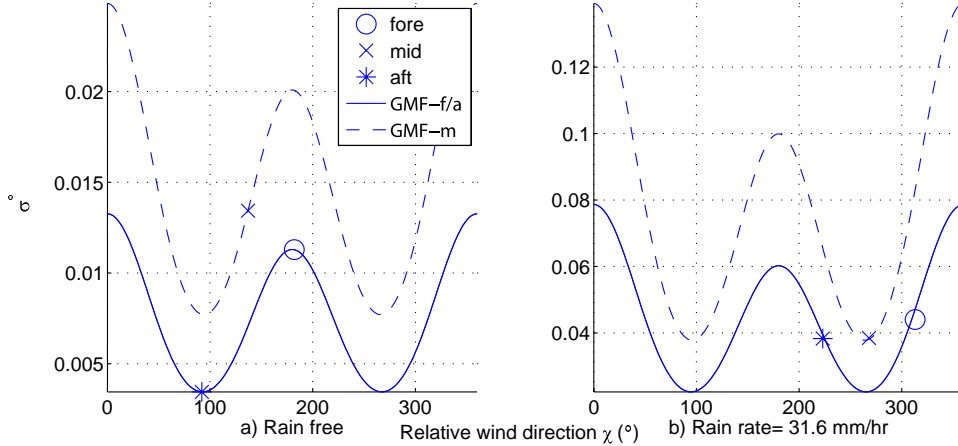 fore
mid
aft
GMF−f/a
GMF−m
0.02
0.015
0.01
0.005
σ°
0 100 200 300
a) Rain free
0.12
0.1
0.08
0.06
0.04
0 100 200 300
b) Rain rate= 31.6 mm/hr
Relative wind direction χ (°)